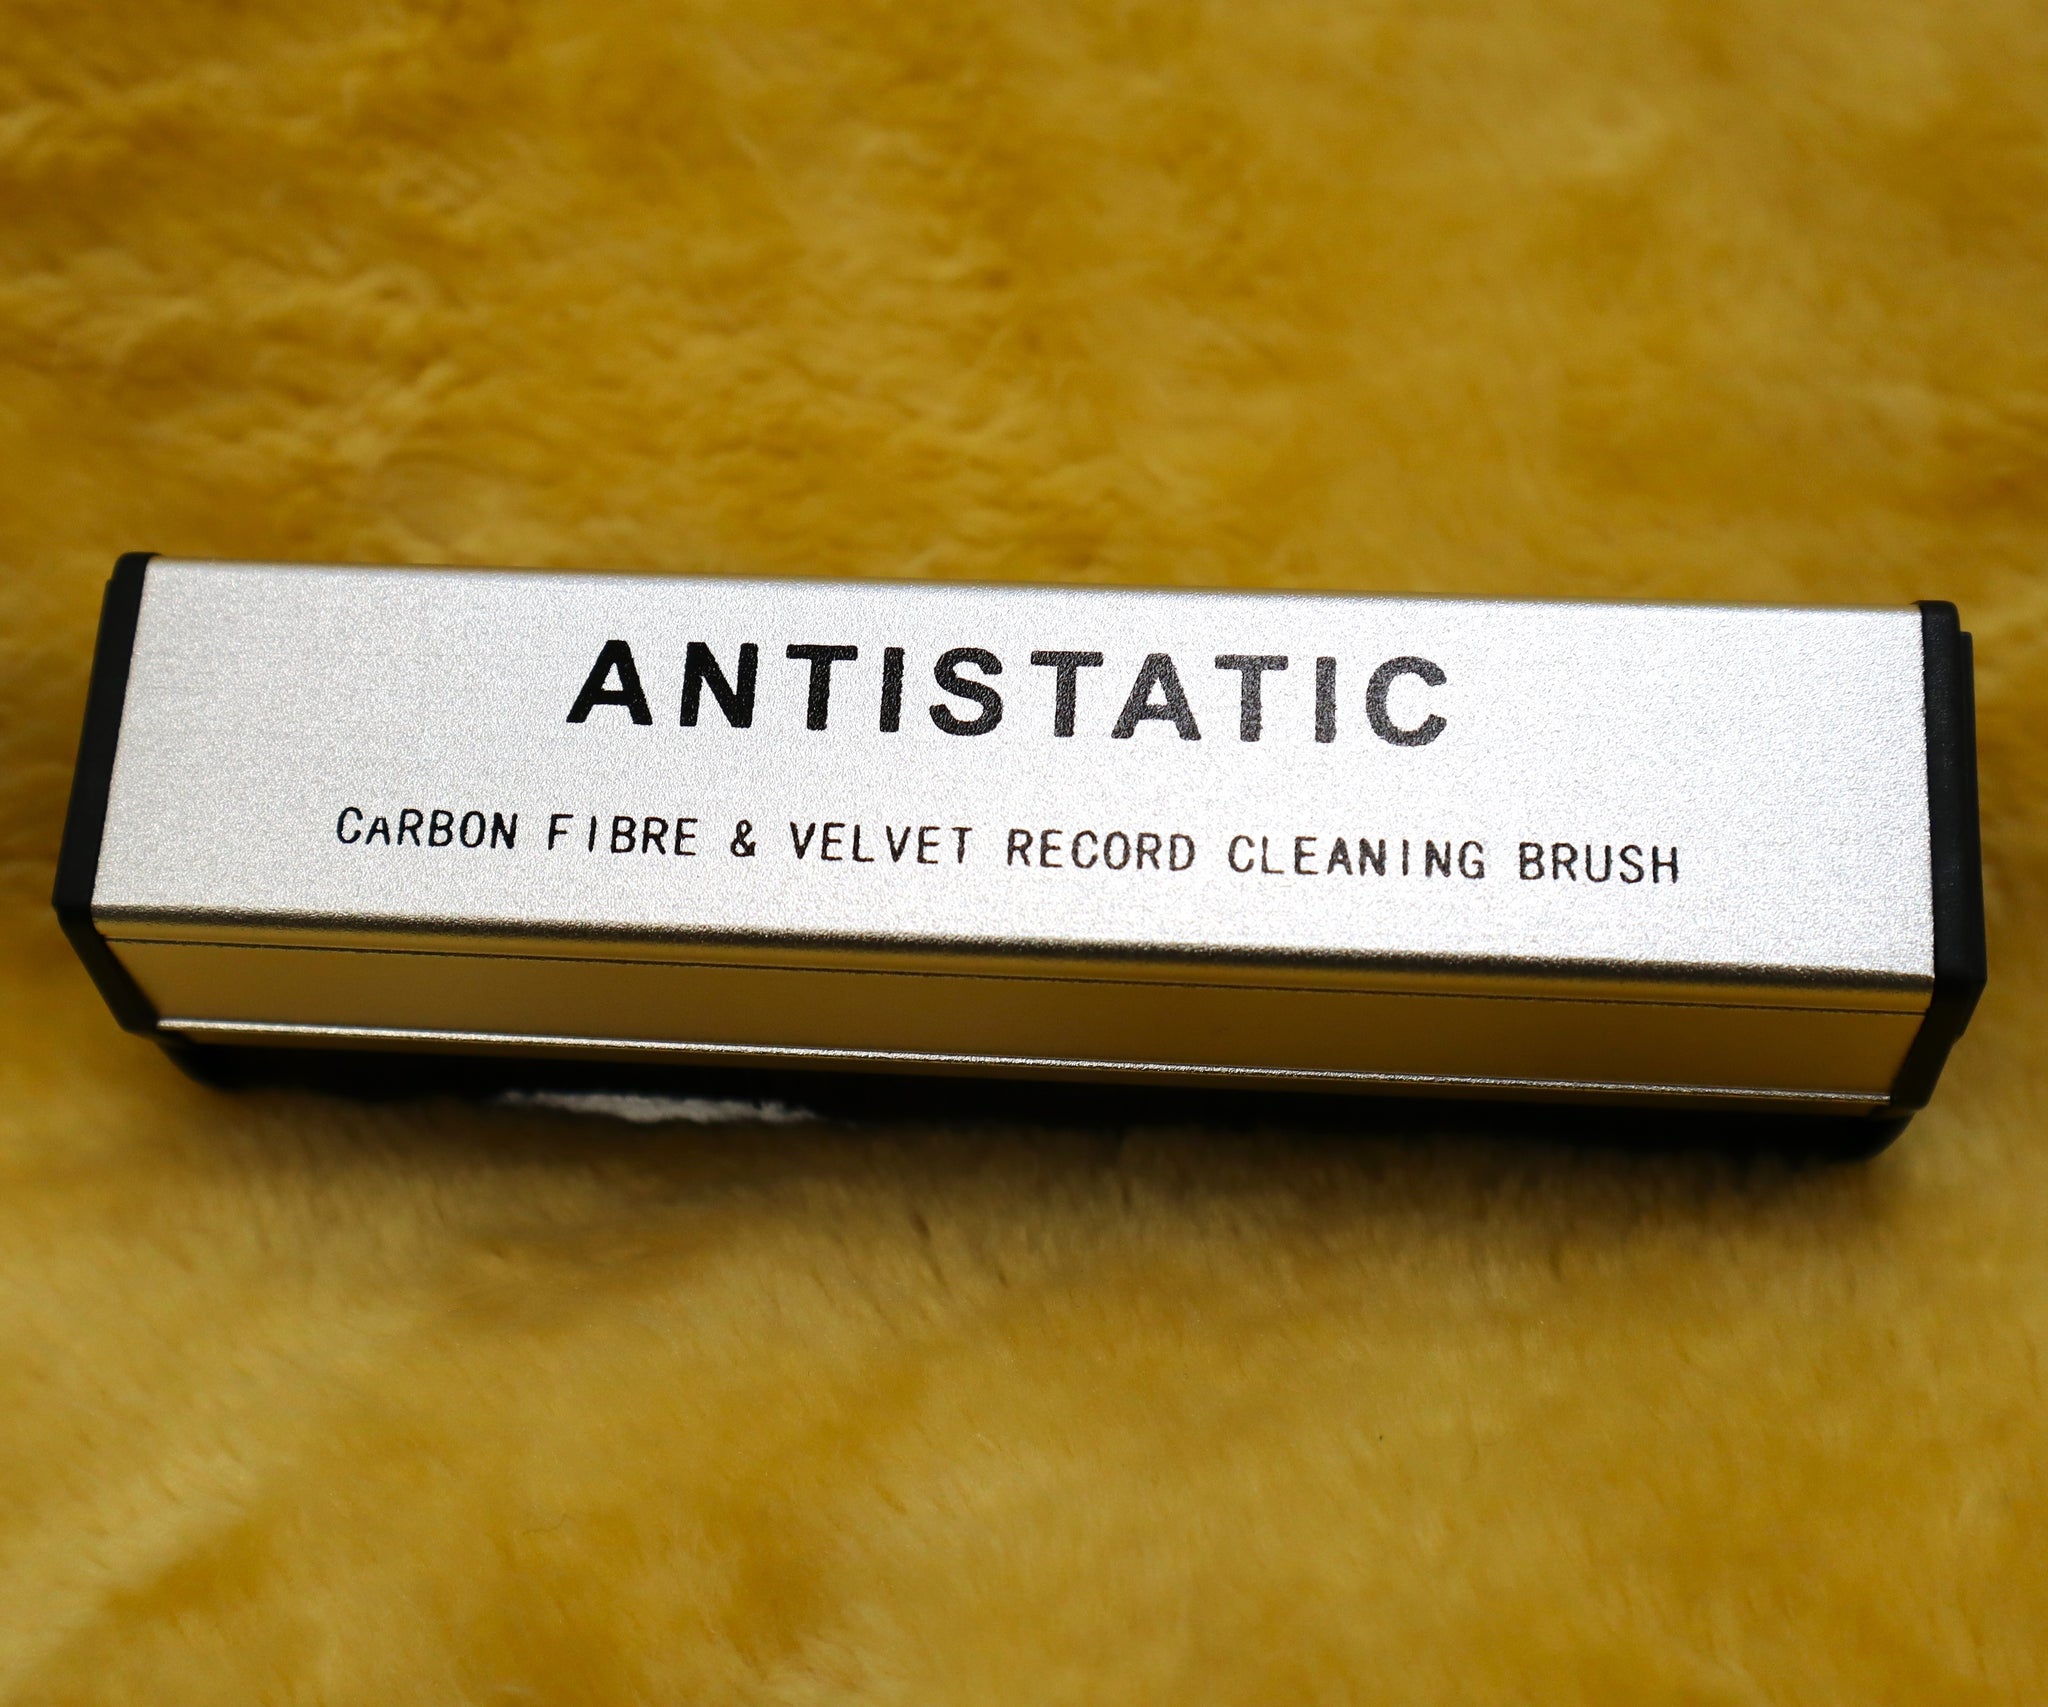 ANTISTATIC
CARBON FIBRE & VELVET RECORD CLEANING BRUSH